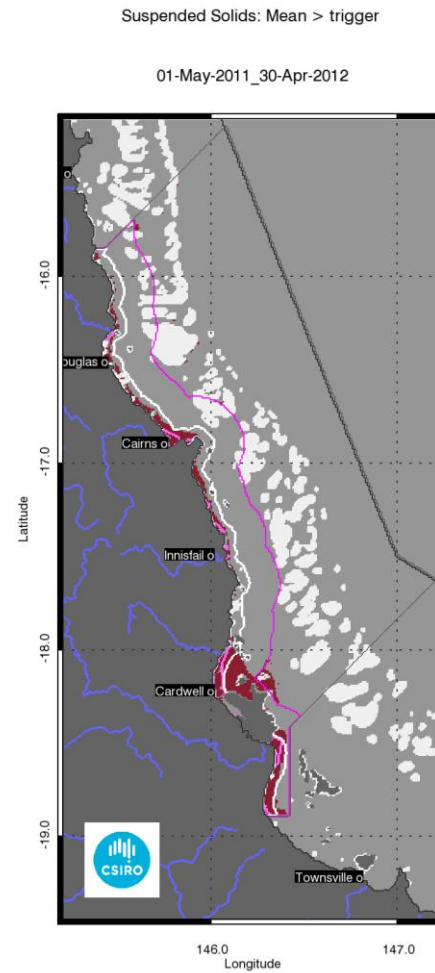 Suspended Solids: Mean > trigger
01-May-2011_30-Apr-2012
-16.0
ouglas o
Cairns o
-17.0
Latitude
Innisfail o
-18.0
Cardwell o
-19.0
CSIRO
Townsville o
146.0
147.0
Longitude